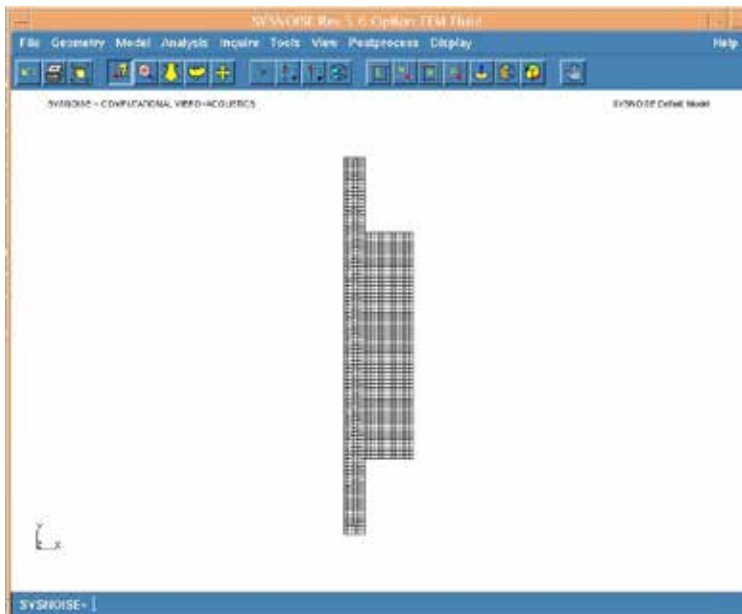 SYSNOISE Rev 5.6 Option FEM Fluid
File Geometry Model Analysis Inquire Tools View Postprocess Display Help
SYSNOISE - COMPUTATIONAL VIBRO-ACOUSTICS
SYSNOISE Default Model
Y
Z X
SYSNOISE>